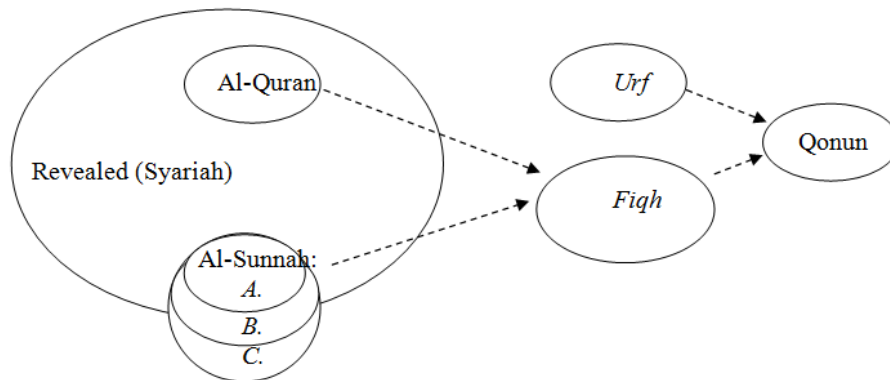 Al-Quran
Urf
Qonun
Revealed (Syariah)
Fiqh
Al-Sunnah:
A.
B.
C.